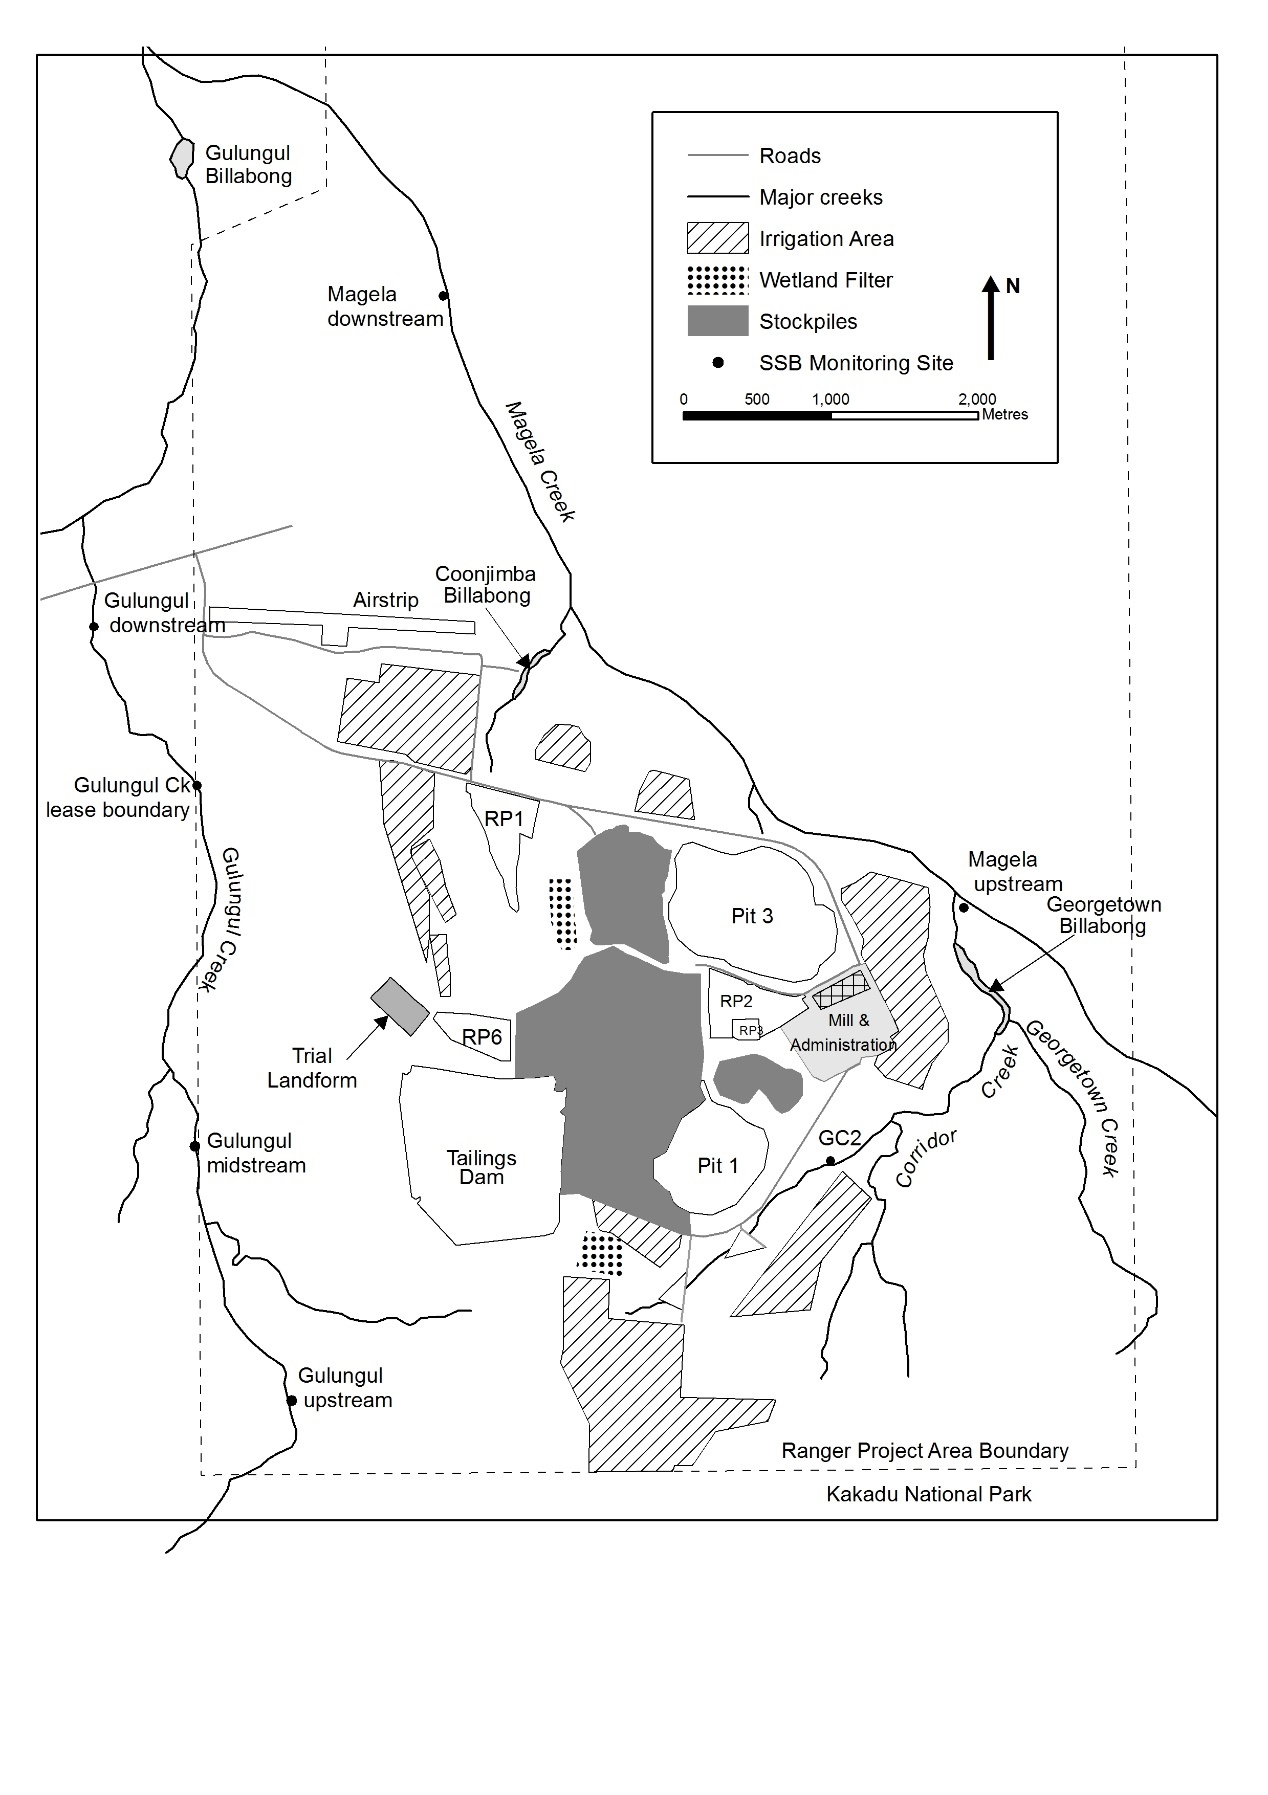 Gulungul
Billabong
Roads
Major creeks
Irrigation Area
Wetland Filter
Stockpiles
SSB Monitoring Site
N
0 500 1,000 2,000
Metres
Magela
downstream
Magela Creek
Coonjimba
Billabong
Airstrip
Gulungul
downstream
Gulungul Ck
lease boundary
RP1
Gulungul Creek
Pit 3
Magela
upstream
Georgetown
Billabong
RP2
RP3
Mill &
Administration
RP6
Trial
Landform
Georgetown Creek
Creek
Corridor
GC2
Gulungul
midstream
Tailings
Dam
Pit 1
Gulungul
upstream
Ranger Project Area Boundary
Kakadu National Park